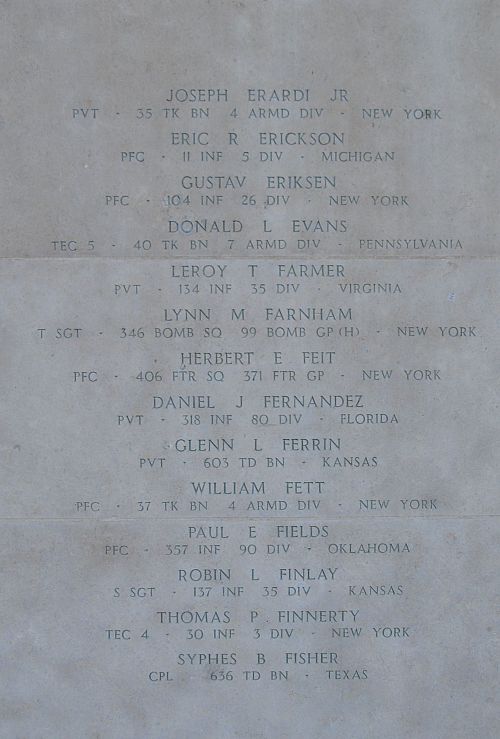 JOSEPH ERARDI JR
PVT · 35 TK BN 4 ARMD DIV · NEW YORK
ERIC R ERICKSON
PFC · 11 INF 5 DIV · MICHIGAN
GUSTAV ERIKSEN
PFC · 104 INF 26 DIV · NEW YORK
DONALD L EVANS
TEC 5 · 40 TK BN 7 ARMD DIV · PENNSYLVANIA
LEROY T FARMER
PVT · 134 INF 35 DIV · VIRGINIA
LYNN M FARNHAM
T SGT · 346 BOMB SQ 99 BOMB GP (H) · NEW YORK
HERBERT E FEIT
PFC · 406 FTR SQ 371 FTR GP · NEW YORK
DANIEL J FERNANDEZ
PVT · 318 INF 80 DIV · FLORIDA
GLENN L FERRIN
PVT · 603 TD BN · KANSAS
WILLIAM FETT
PFC · 37 TK BN 4 ARMD DIV · NEW YORK
PAUL E FIELDS
PFC · 357 INF 90 DIV · OKLAHOMA
ROBIN L FINLAY
S SGT · 137 INF 35 DIV · KANSAS
THOMAS P FINNERTY
TEC 4 · 30 INF 3 DIV · NEW YORK
SYPHES B FISHER
CPL · 636 TD BN · TEXAS